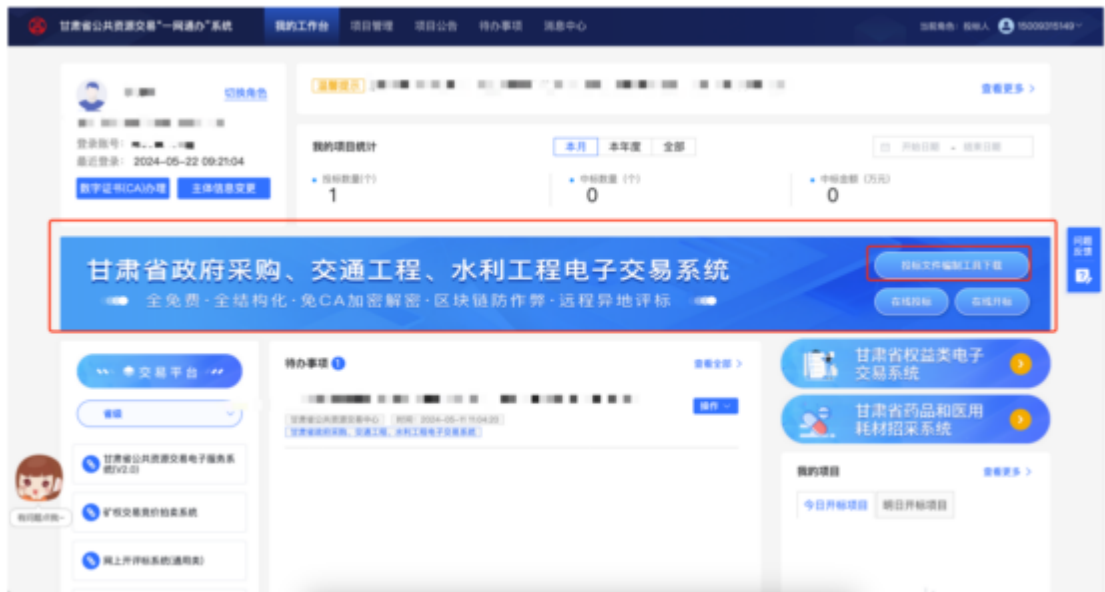 甘肃省公共资源交易“一网通办”系统
我的工作台 项目管理 项目公告 待办事项 消息中心
当前角色：投标人 15009315149
切换角色
登录账号：
最近登录： 2024-05-22 09:21:04
数字证书(CA)办理 主体信息变更
温馨提示
查看更多 >
我的项目统计
本月 本年度 全部
开始日期 - 结束日期
投标数量(个)
1
中标数量（个）
0
中标金额（万元）
0
甘肃省政府采购、交通工程、水利工程电子交易系统
全免费·全结构化·免CA加密解密·区块链防作弊·远程异地评标
投标文件编制工具下载
在线投标 在线开标
问题
反馈
交易平台
省级
甘肃省公共资源交易电子服务系
统(V2.0)
矿权交易竞价拍卖系统
网上开评标系统(通用类)
有问题点我~
待办事项 1
查看全部 >
操作
甘肃省公共资源交易中心 时间：2024-05-11 11:04:20
甘肃省政府采购、交通工程、水利工程电子交易系统
甘肃省权益类电子
交易系统
甘肃省药品和医用
耗材招采系统
我的项目
查看更多 >
今日开标项目 明日开标项目